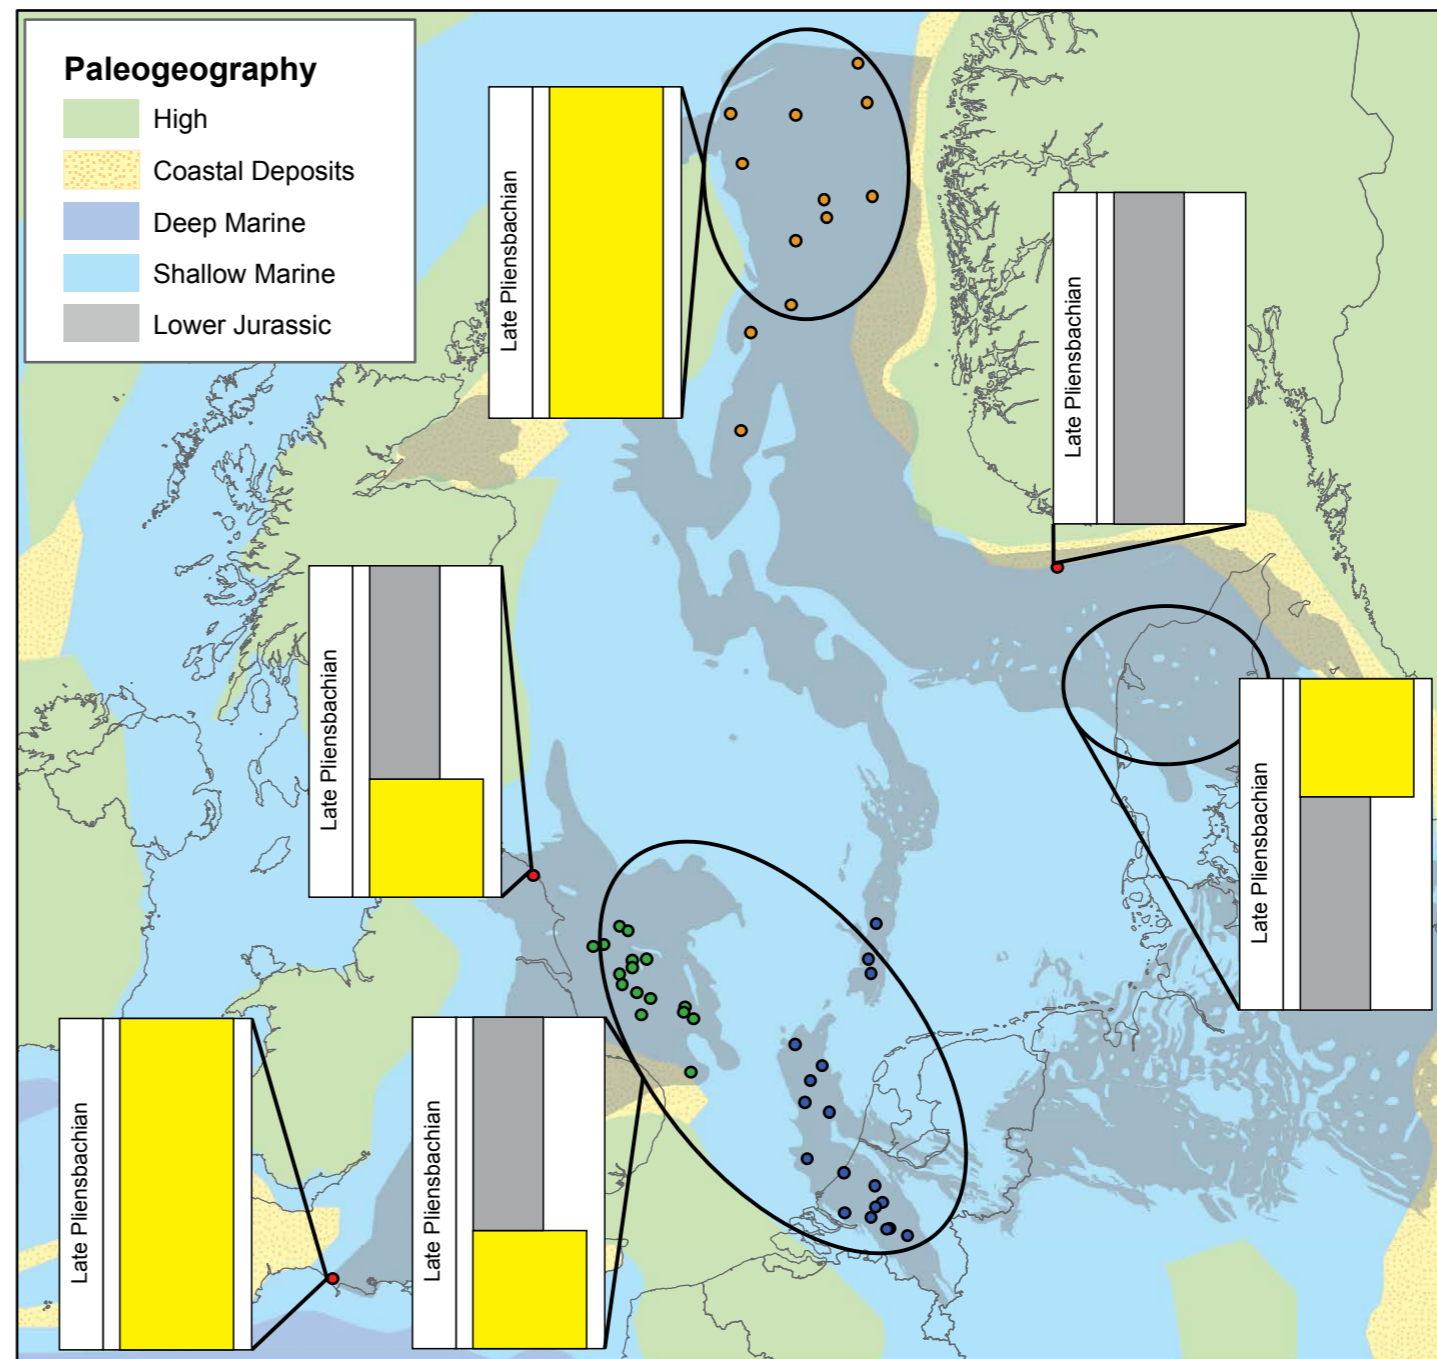 Paleogeography
High
Coastal Deposits
Deep Marine
Shallow Marine
Lower Jurassic
Late Pliensbachian
Late Pliensbachian
Late Pliensbachian
Late Pliensbachian
Late Pliensbachian
Late Pliensbachian